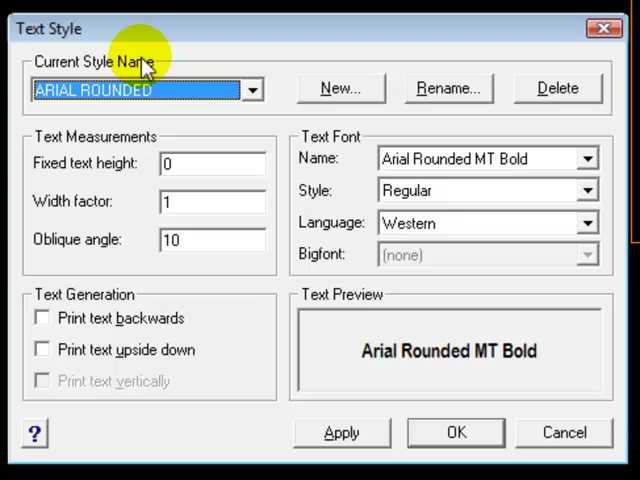 Text Style
Current Style Name
ARIAL ROUNDED
New...
Rename...
Delete
Text Measurements
Fixed text height: 0
Width factor: 1
Oblique angle: 10
Text Font
Name: Arial Rounded MT Bold
Style: Regular
Language: Western
Bigfont: (none)
Text Generation
Print text backwards
Print text upside down
Print text vertically
Text Preview
Arial Rounded MT Bold
?
Apply
OK
Cancel